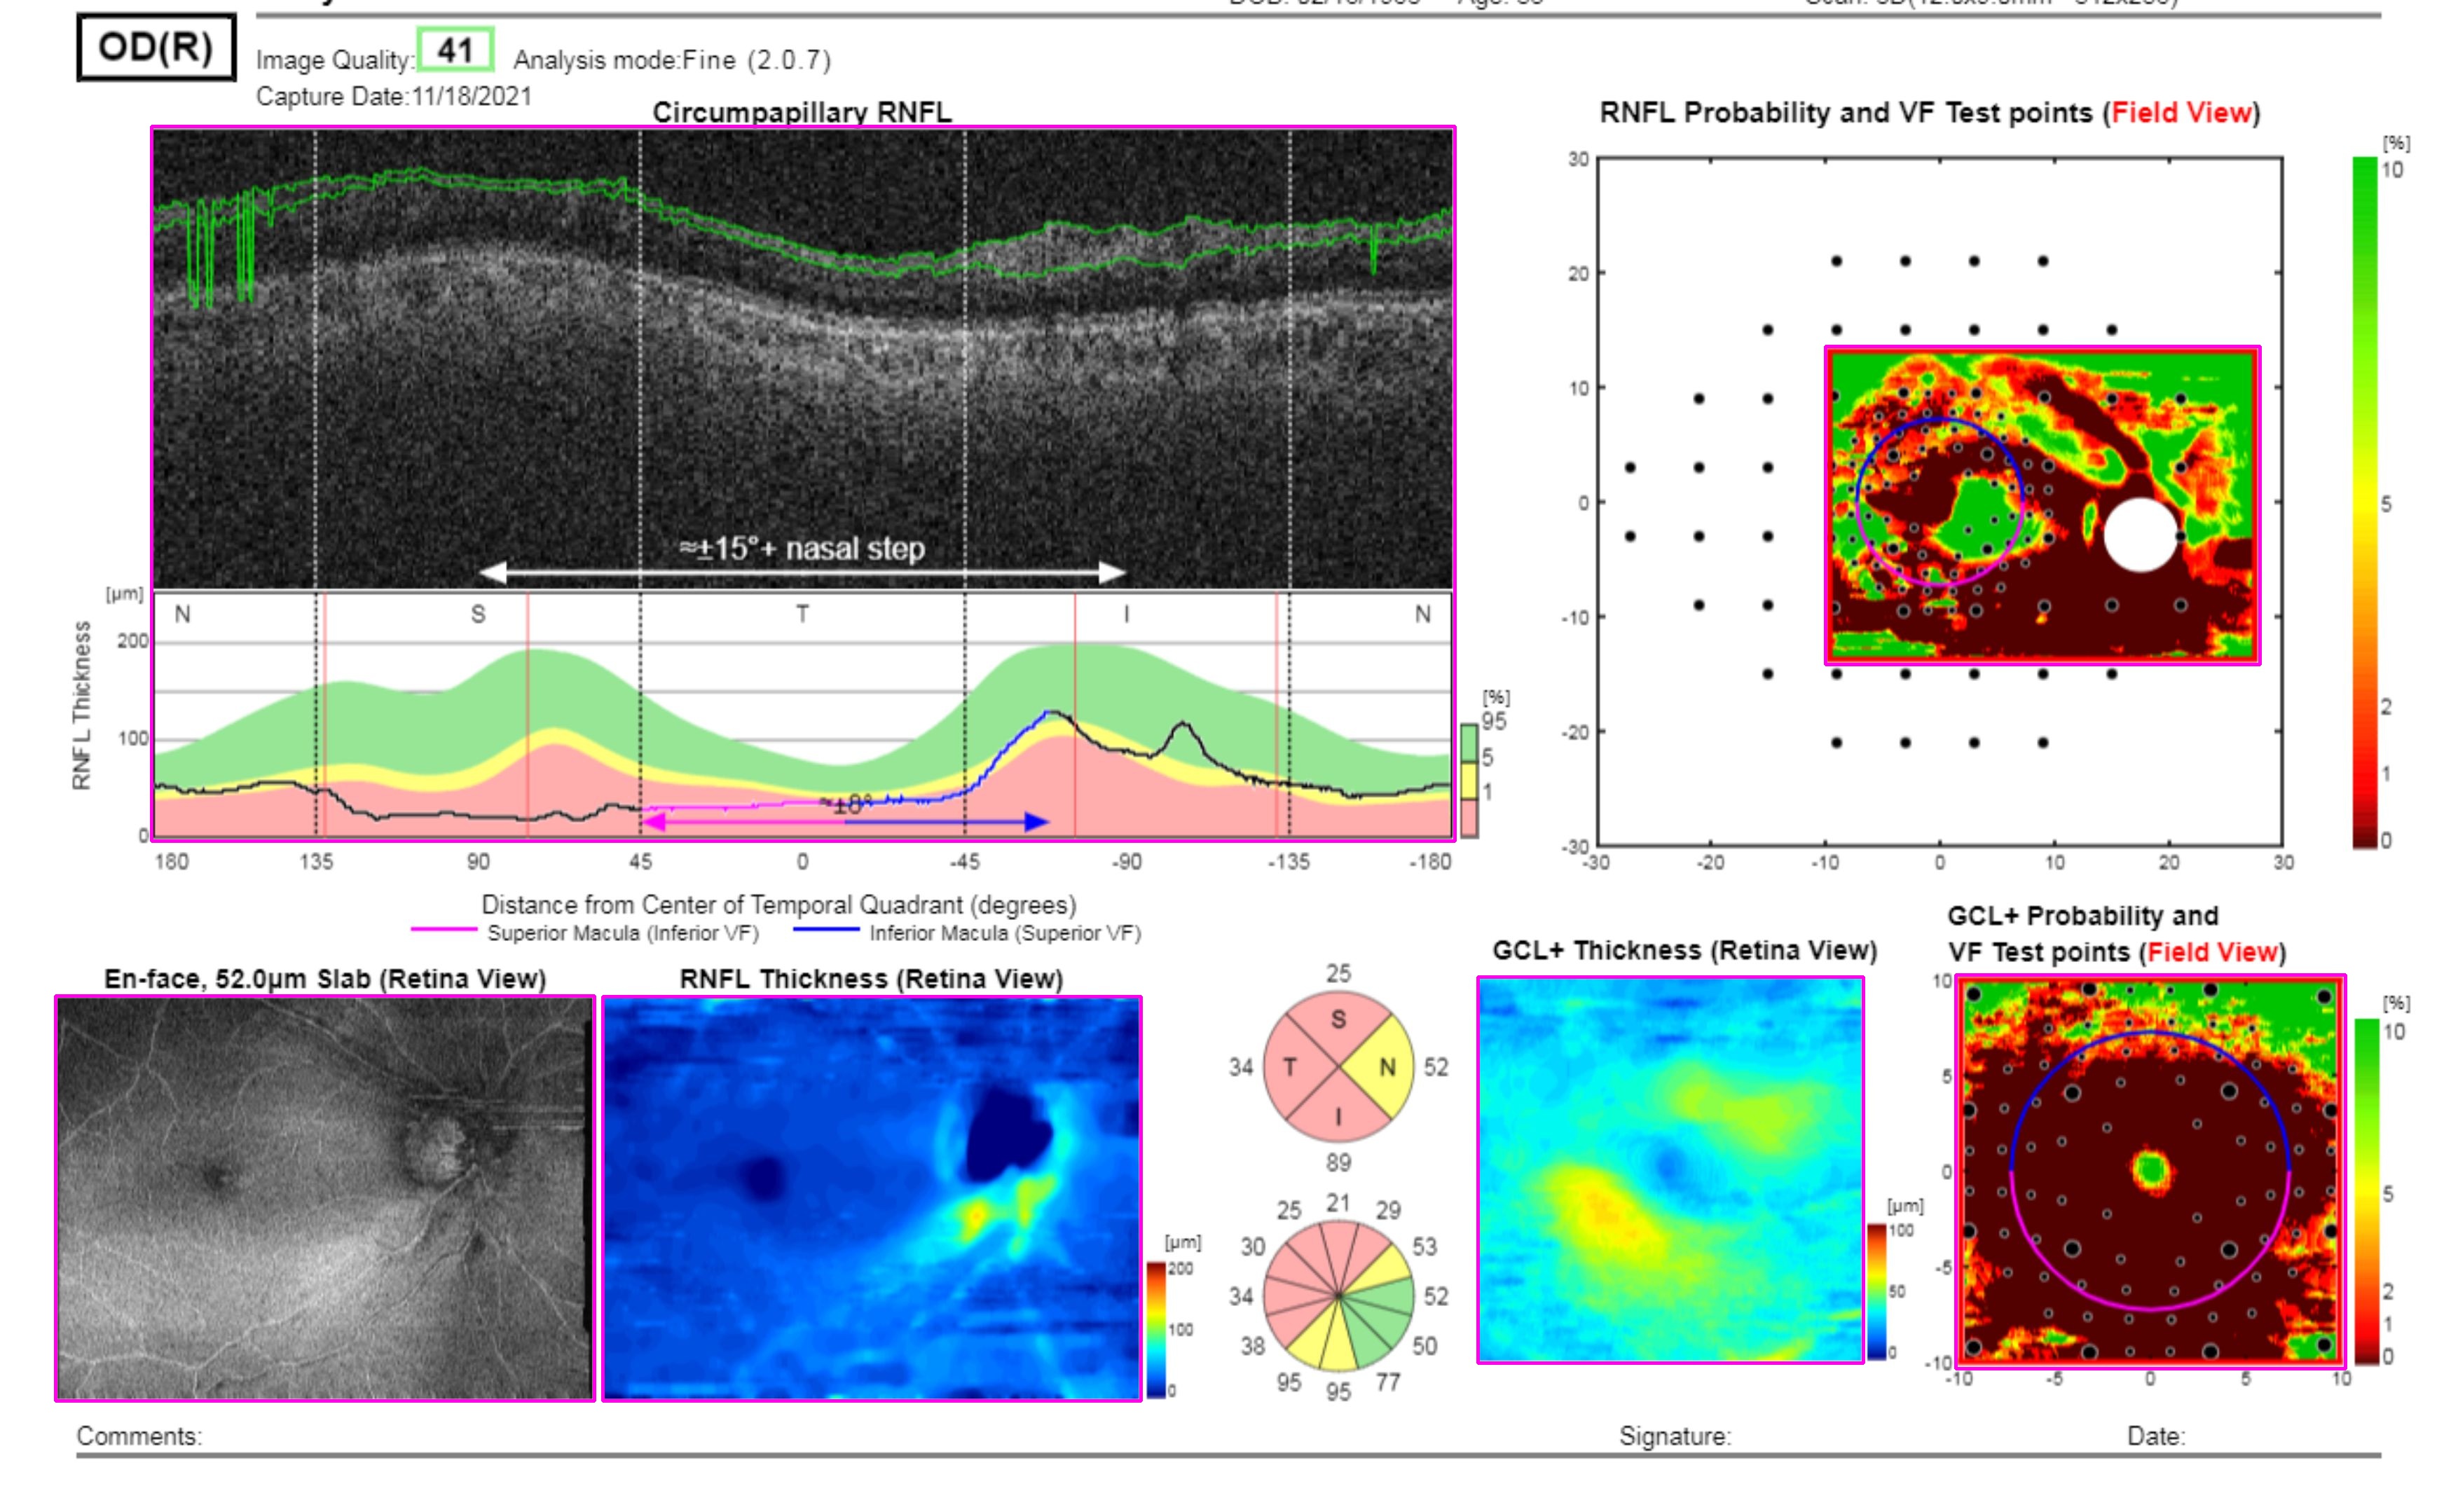 OD(R)
Image Quality: 41 Analysis mode:Fine (2.0.7)
Capture Date:11/18/2021
Circumpapillary RNFL
≈±15°+ nasal step
[µm]
N S T I N
RNFL Thickness
200
100
0
≈±8°
[%]
95
5
1
180 135 90 45 0 -45 -90 -135 -180
Distance from Center of Temporal Quadrant (degrees)
Superior Macula (Inferior VF) Inferior Macula (Superior VF)
RNFL Probability and VF Test points (Field View)
30
20
10
0
-10
-20
-30
-30 -20 -10 0 10 20 30
[%]
10
5
2
1
0
En-face, 52.0µm Slab (Retina View)
RNFL Thickness (Retina View)
[µm]
200
100
0
25
S
34 T N 52
I
89
25 21 29
30 53
34 52
38 50
95 95 77
GCL+ Thickness (Retina View)
[µm]
100
50
0
GCL+ Probability and
VF Test points (Field View)
10
5
0
-5
-10
-10 -5 0 5 10
[%]
10
5
2
1
0
Comments: Signature: Date: